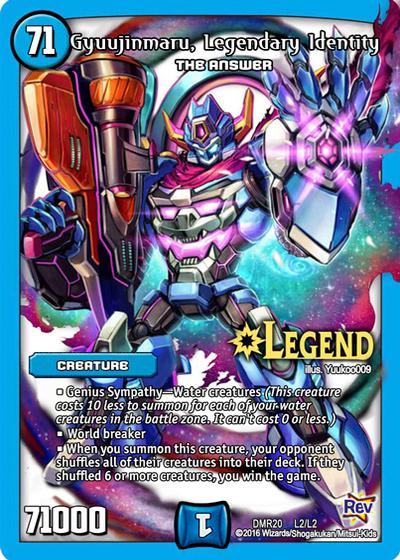 71
Gyuujinmaru, Legendary Identity
THE ANSWER
LEGEND
illus. Yuukoo009
CREATURE
▪ Genius Sympathy—Water creatures (This creature
costs 10 less to summon for each of your water
creatures in the battle zone. It can't cost 0 or less.)
▪ World breaker
▪ When you summon this creature, your opponent
shuffles all of their creatures into their deck. If they
shuffled 6 or more creatures, you win the game.
71000
1
Rev
DMR20 L2/L2
©2016 Wizards/Shogakukan/Mitsui-Kids